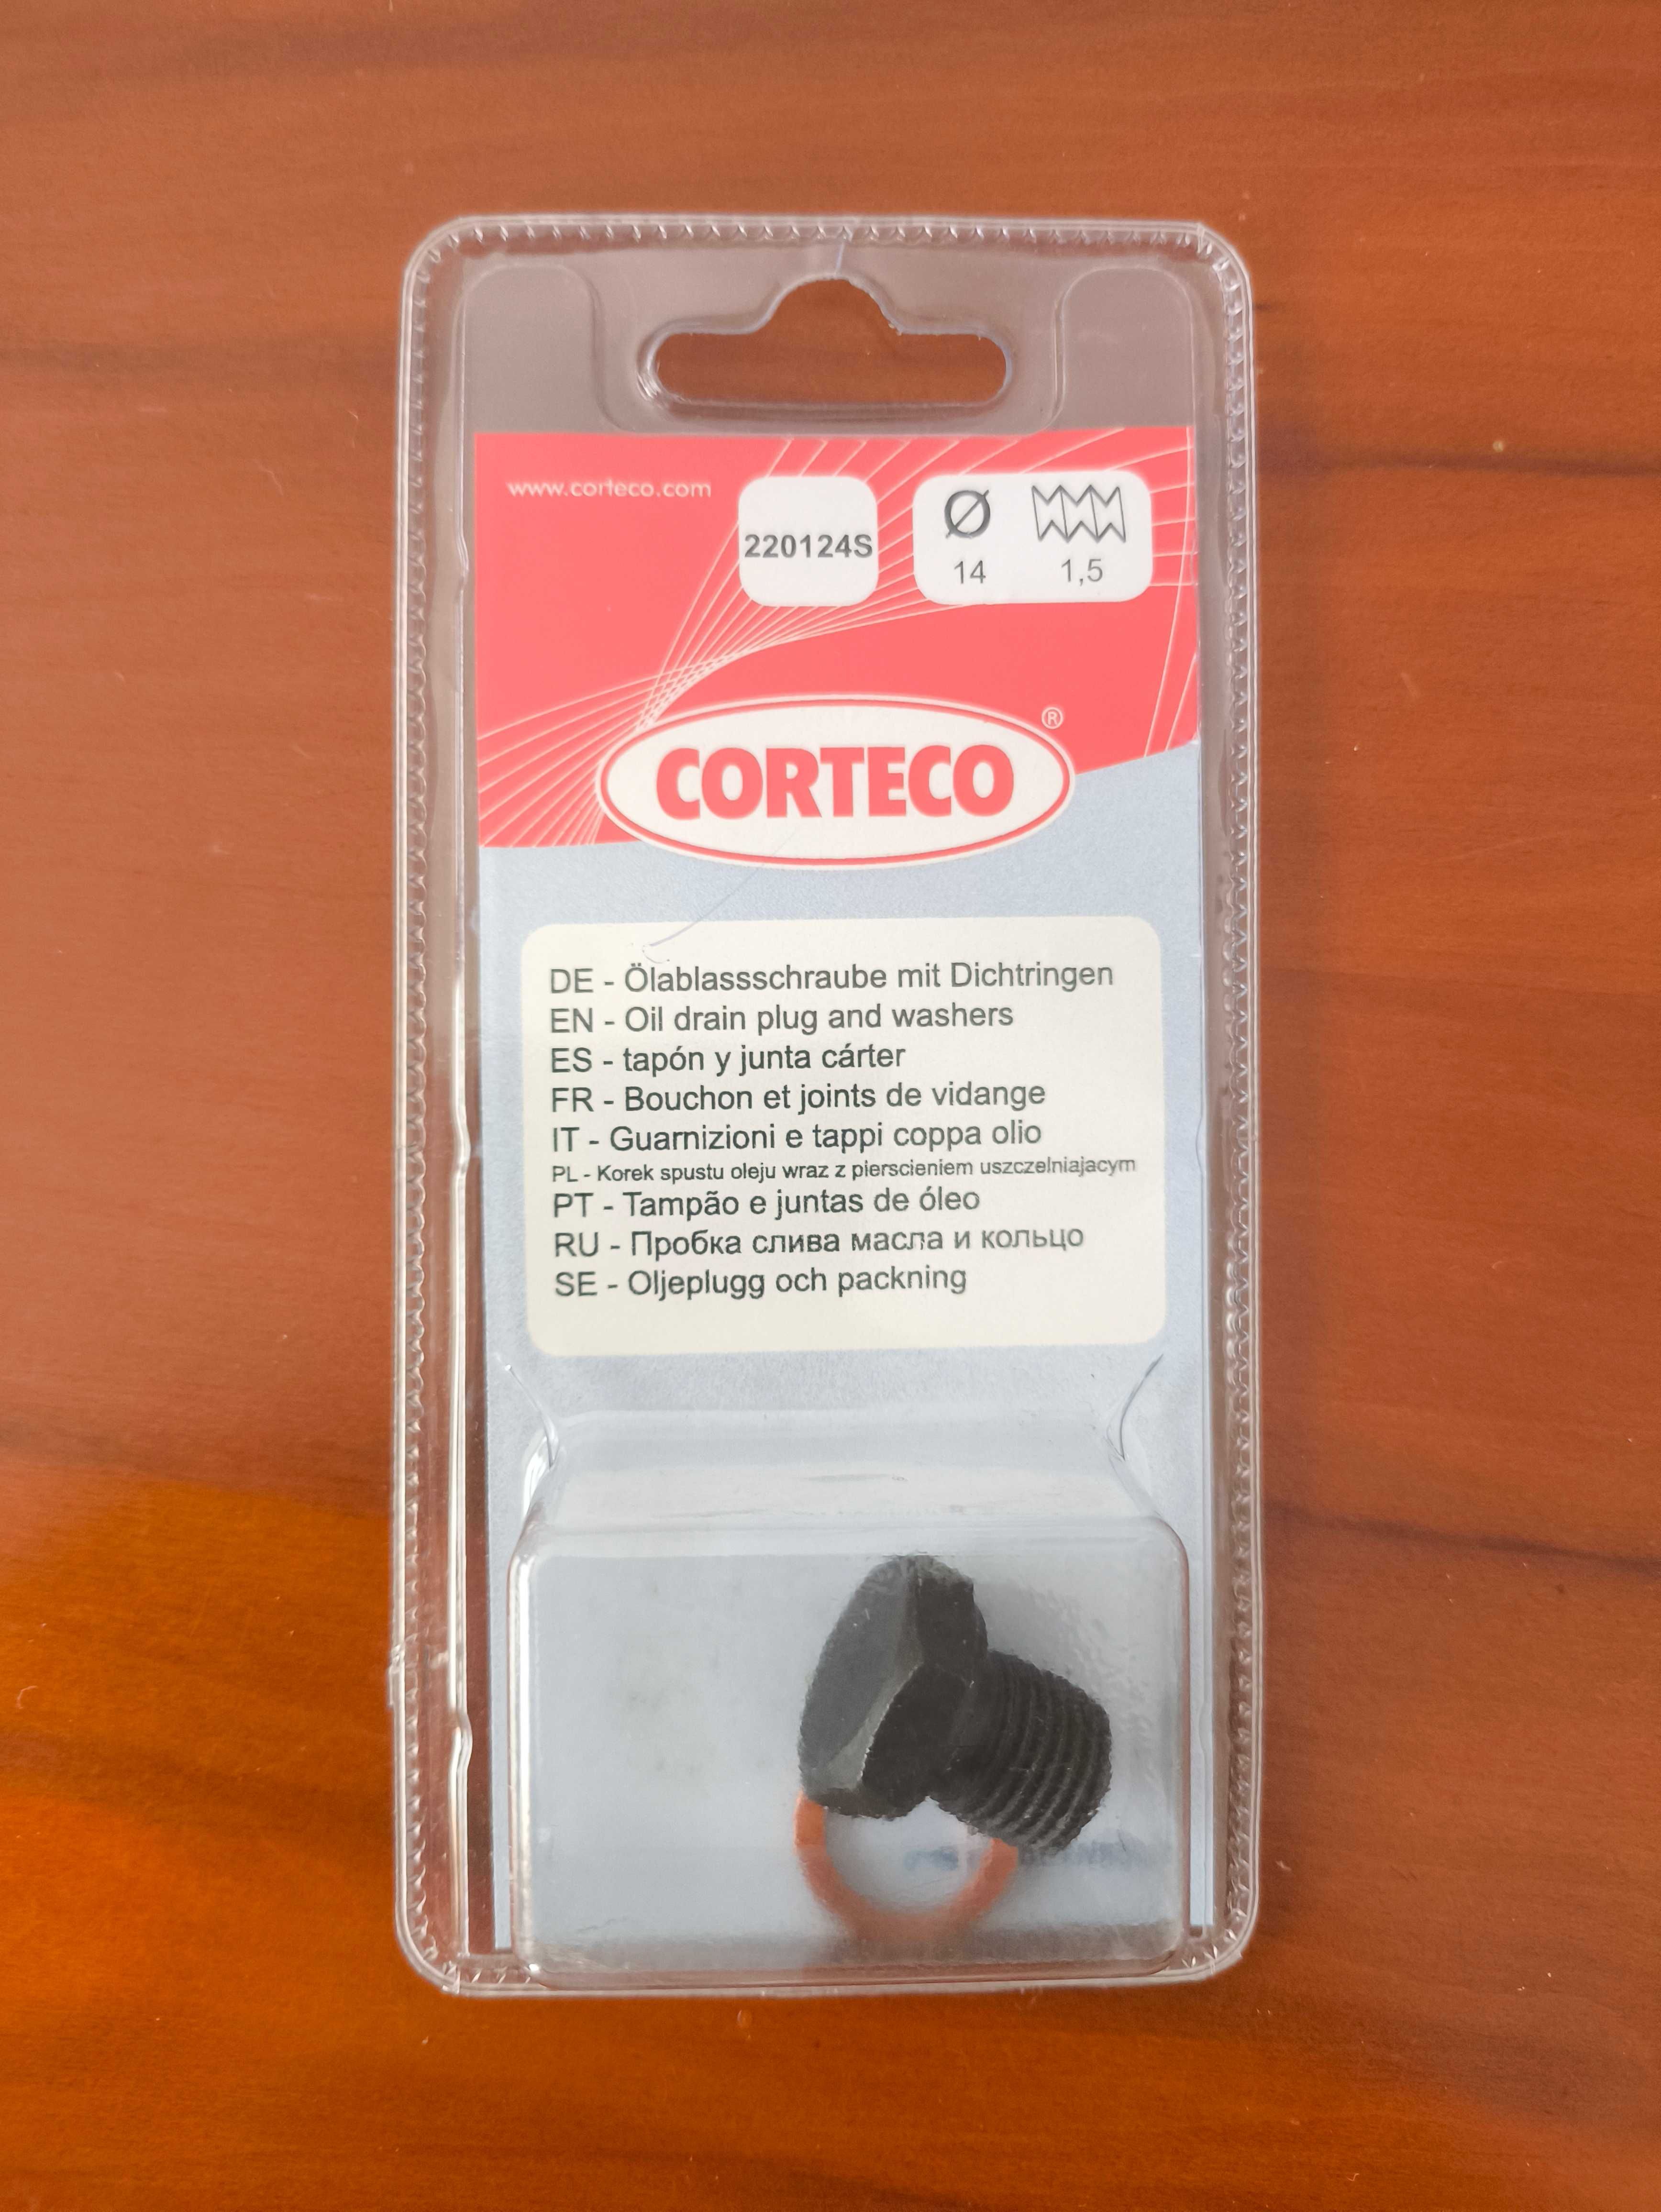 www.corteco.com
220124S
Ø
14 1,5
CORTECO®
DE - Ölablassschraube mit Dichtringen
EN - Oil drain plug and washers
ES - tapón y junta cárter
FR - Bouchon et joints de vidange
IT - Guarnizioni e tappi coppa olio
PL - Korek spustu oleju wraz z pierscieniem uszczelniajacym
PT - Tampão e juntas de óleo
RU - Пробка слива масла и кольцо
SE - Oljeplugg och packning